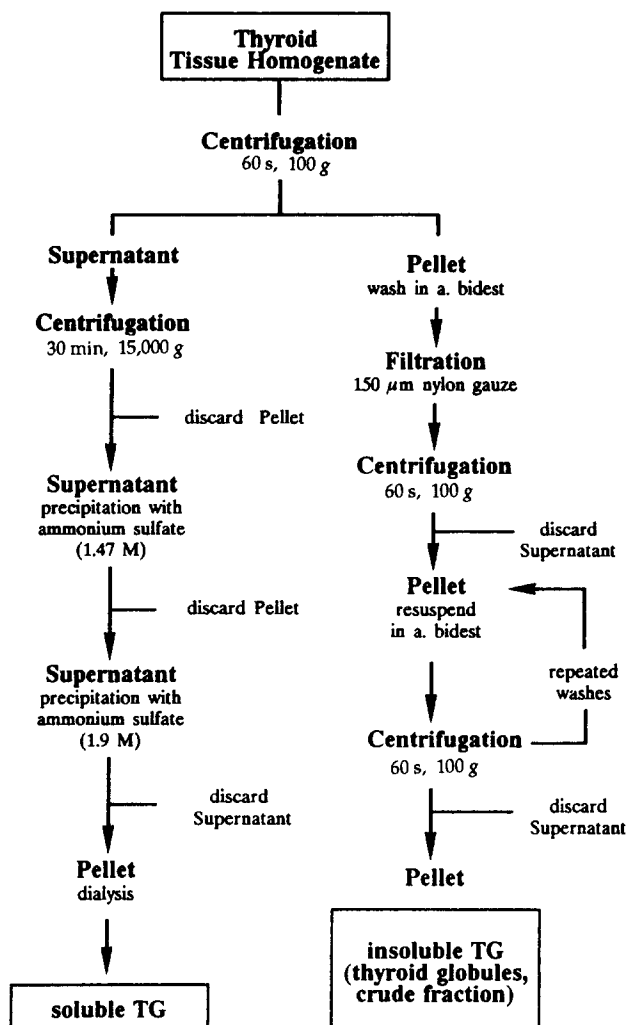 Thyroid
Tissue Homogenate
Centrifugation
60 s, 100 g
Supernatant
Centrifugation
30 min, 15,000 g
discard Pellet
Supernatant
precipitation with
ammonium sulfate
(1.47 M)
discard Pellet
Supernatant
precipitation with
ammonium sulfate
(1.9 M)
discard
Supernatant
Pellet
dialysis
soluble TG
Pellet
wash in a. bidest
Filtration
150 µm nylon gauze
Centrifugation
60 s, 100 g
discard
Supernatant
Pellet
resuspend
in a. bidest
repeated
washes
Centrifugation
60 s, 100 g
discard
Supernatant
Pellet
insoluble TG
(thyroid globules,
crude fraction)